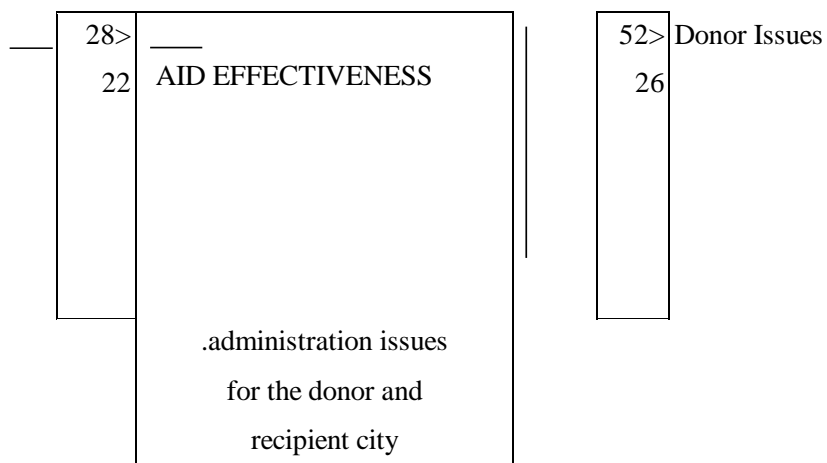 28> 52> Donor Issues
22 AID EFFECTIVENESS 26
.administration issues
for the donor and
recipient city